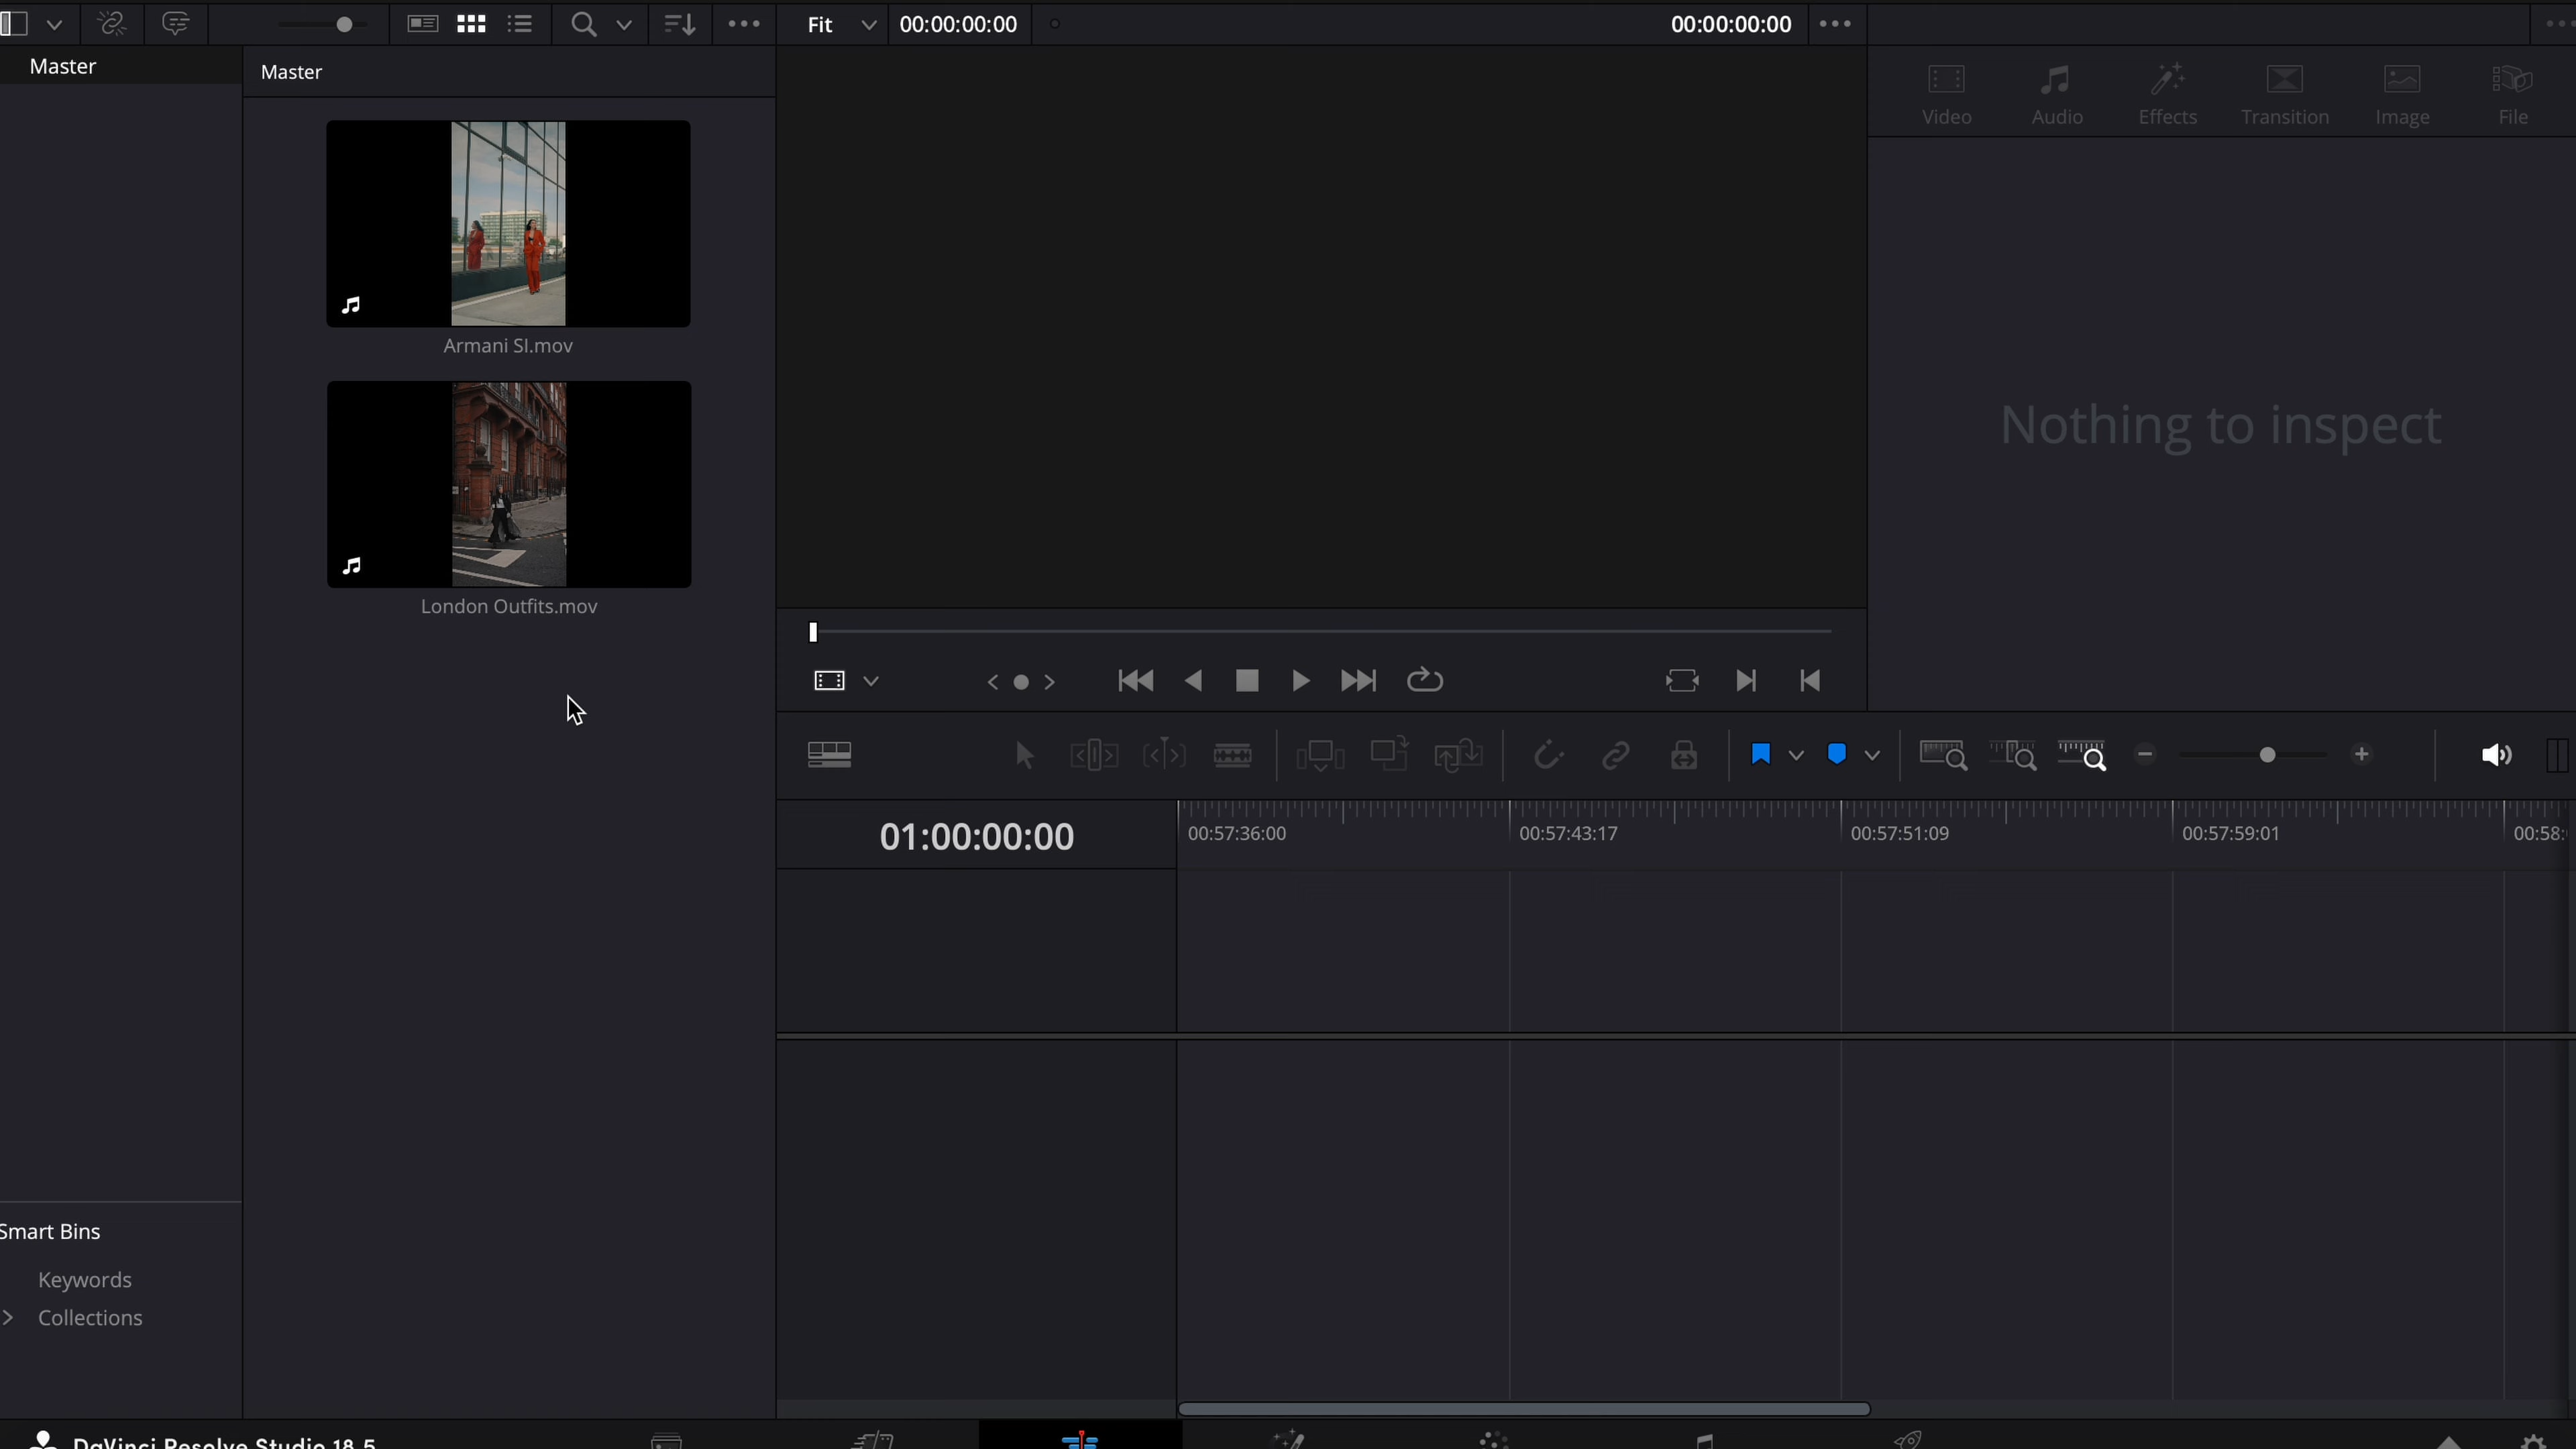 Fit
00:00:00:00
00:00:00:00
Master
Master
Video
Audio
Effects
Transition
Image
File
Armani SI.mov
London Outfits.mov
Nothing to inspect
01:00:00:00
00:57:36:00
00:57:43:17
00:57:51:09
00:57:59:01
00:58:
Smart Bins
Keywords
Collections
DaVinci Resolve Studio 18.5